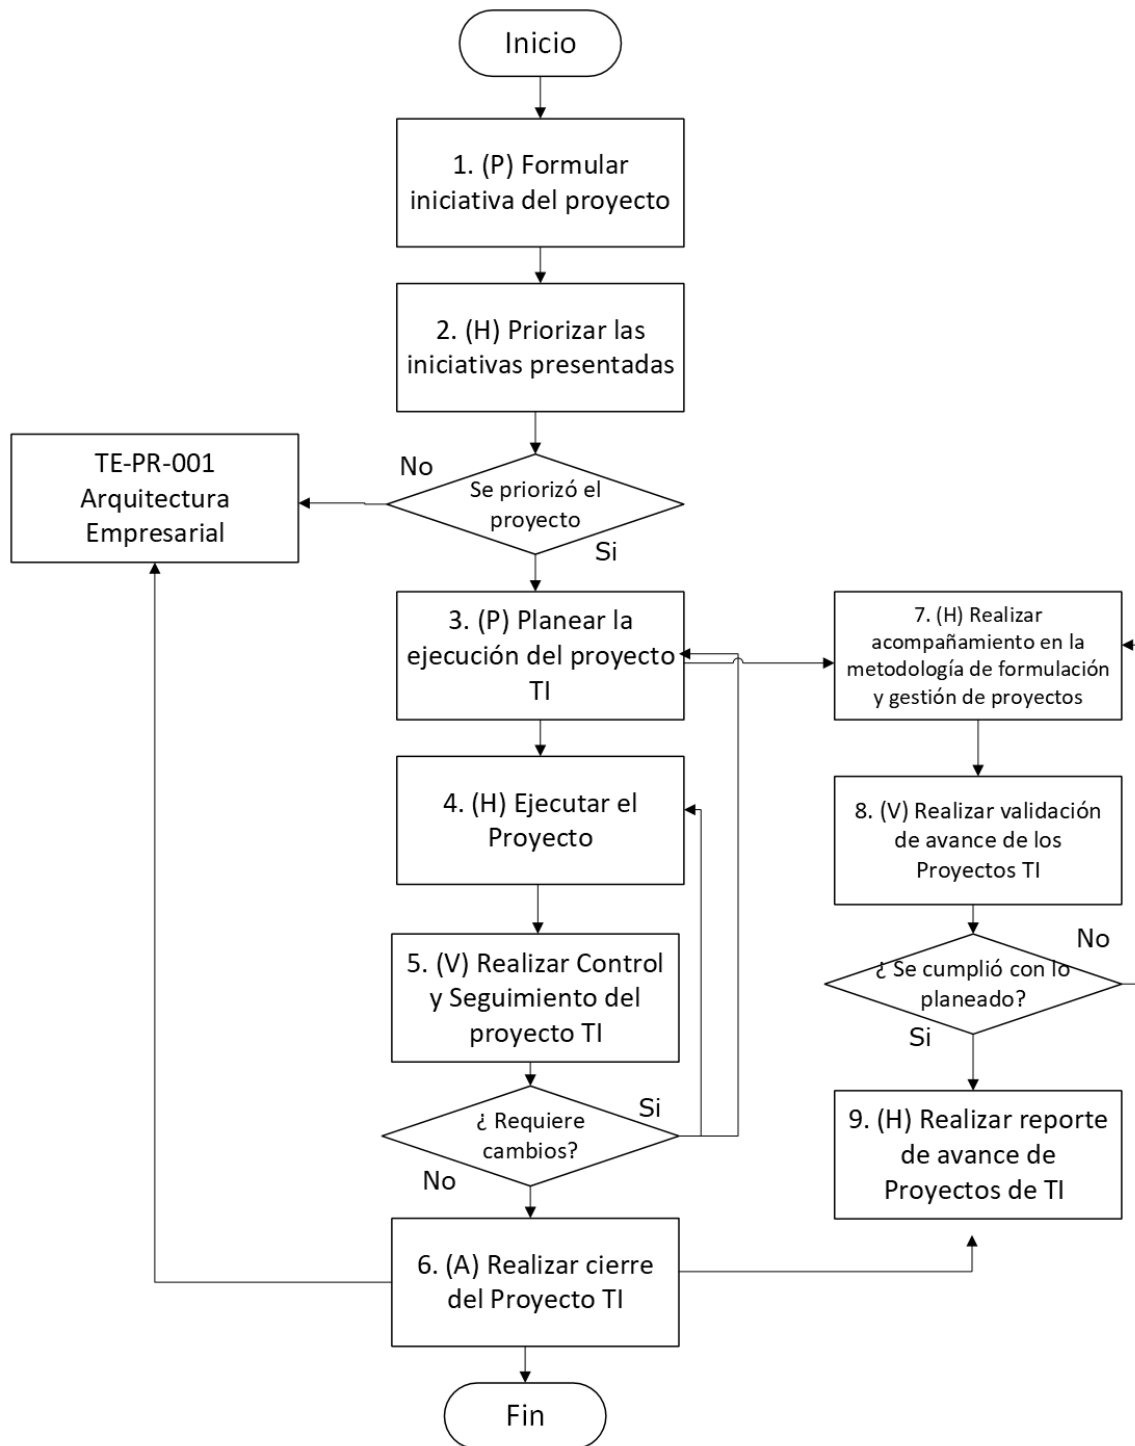 Inicio
1. (P) Formular
iniciativa del proyecto
2. (H) Priorizar las
iniciativas presentadas
TE-PR-001
Arquitectura
Empresarial
No
Se priorizó el
proyecto
Si
3. (P) Planear la
ejecución del proyecto
TI
7. (H) Realizar
acompañamiento en la
metodología de formulación
y gestión de proyectos
4. (H) Ejecutar el
Proyecto
8. (V) Realizar validación
de avance de los
Proyectos TI
5. (V) Realizar Control
y Seguimiento del
proyecto TI
No
¿ Se cumplió con lo
planeado?
Si
Si
¿ Requiere
cambios?
No
9. (H) Realizar reporte
de avance de
Proyectos de TI
6. (A) Realizar cierre
del Proyecto TI
Fin